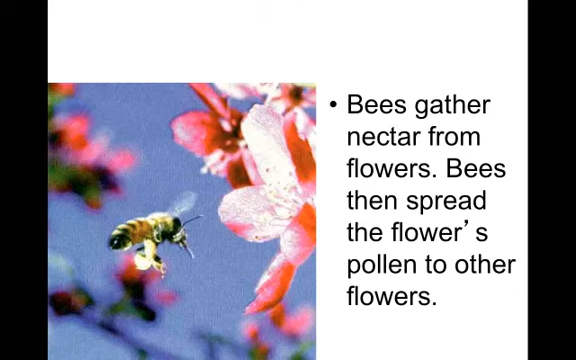 • Bees gather
nectar from
flowers. Bees
then spread
the flower’s
pollen to other
flowers.